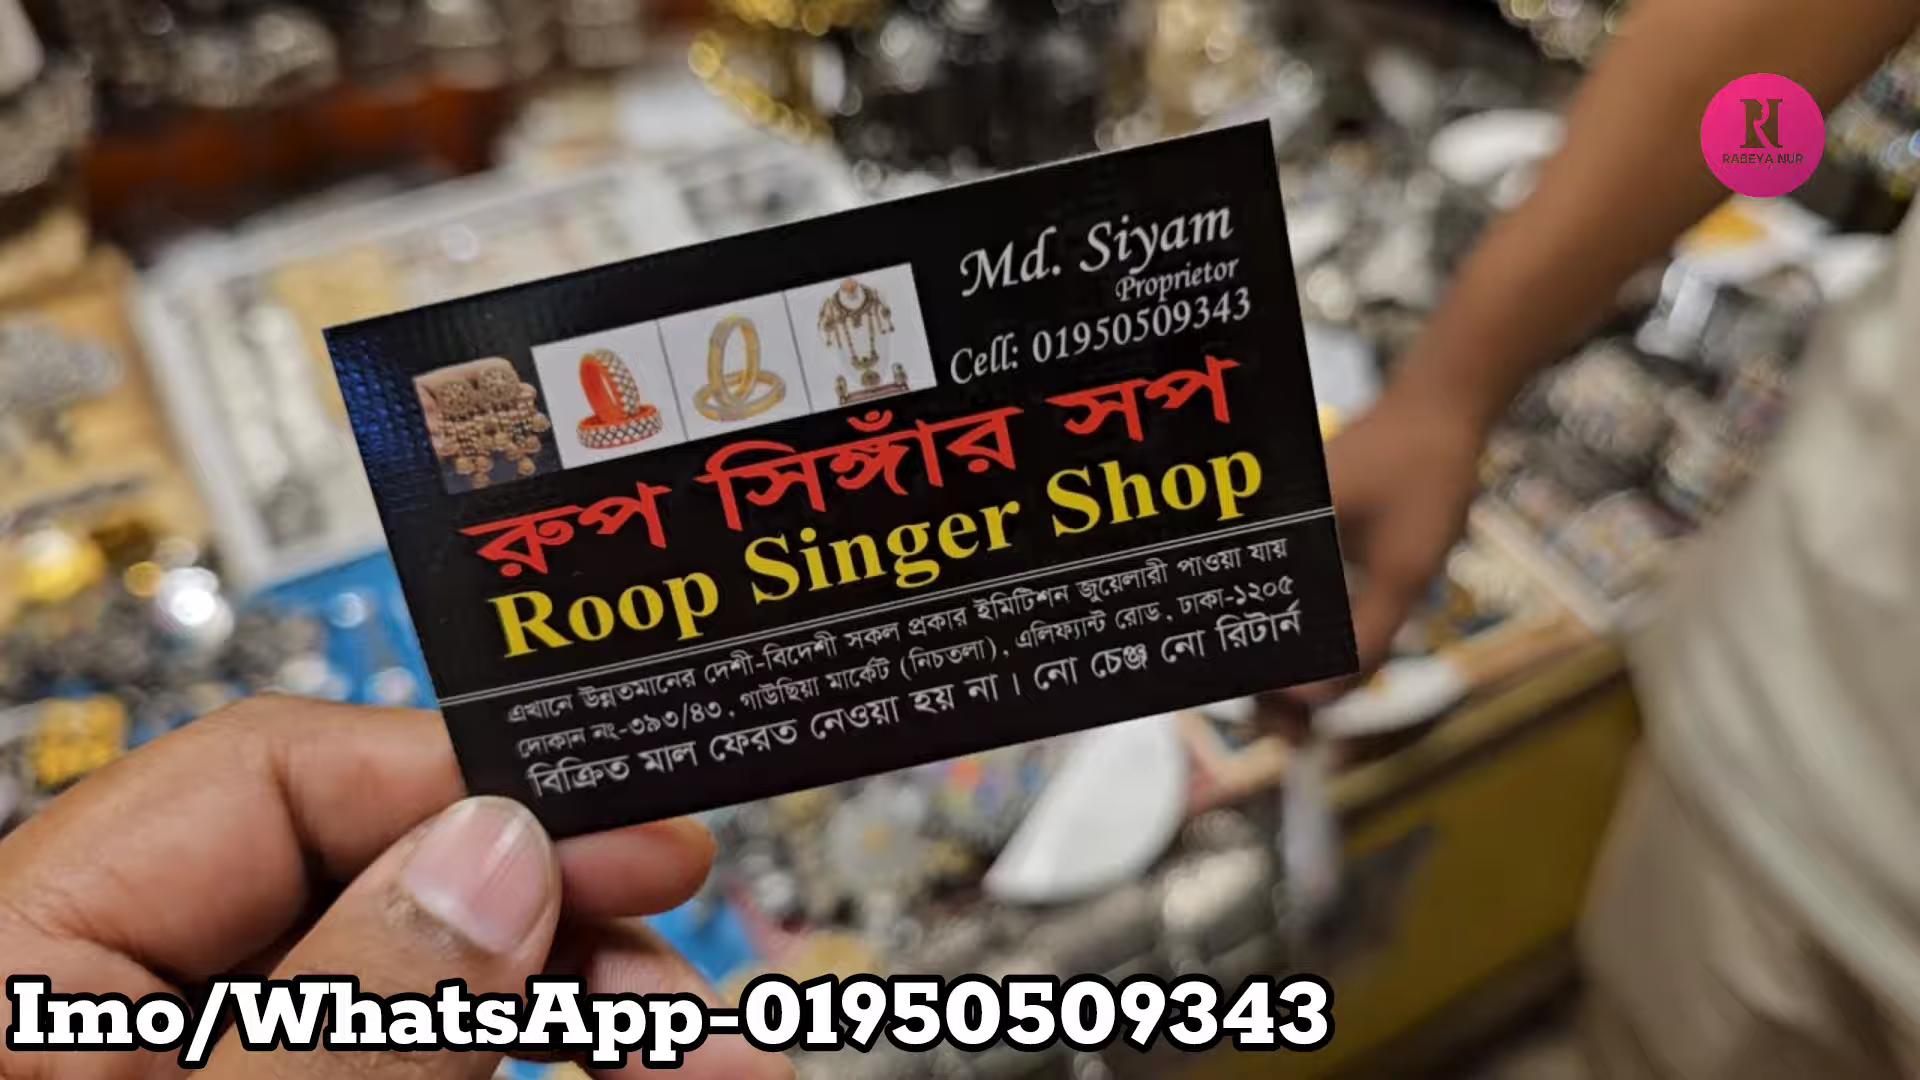 RN
RABEYA NUR
Md. Siyam
Proprietor
Cell: 01950509343
রুপ সিঙ্গাঁর সপ
Roop Singer Shop
এখানে উন্নতমানের দেশী-বিদেশী সকল প্রকার ইমিটিশন জুয়েলারী পাওয়া যায়
দোকান নং-৩৯৩/৪৩, গাউছিয়া মার্কেট (নিচতলা), এলিফ্যান্ট রোড, ঢাকা-১২০৫
বিক্রিত মাল ফেরত নেওয়া হয় না। নো চেঞ্জ নো রিটার্ন
Imo/WhatsApp-01950509343